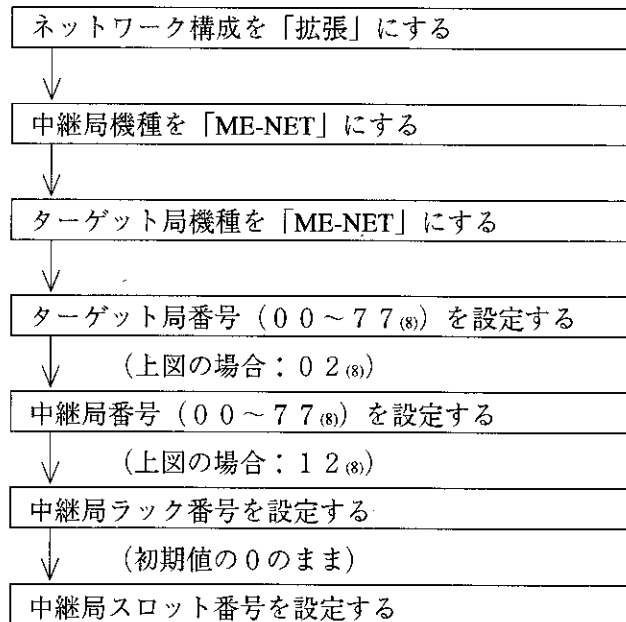 ネットワーク構成を「拡張」にする
中継局機種を「ME-NET」にする
ターゲット局機種を「ME-NET」にする
ターゲット局番号（００～７７(8)）を設定する
（上図の場合：０２(8)）
中継局番号（００～７７(8)）を設定する
（上図の場合：１２(8)）
中継局ラック番号を設定する
（初期値の０のまま）
中継局スロット番号を設定する